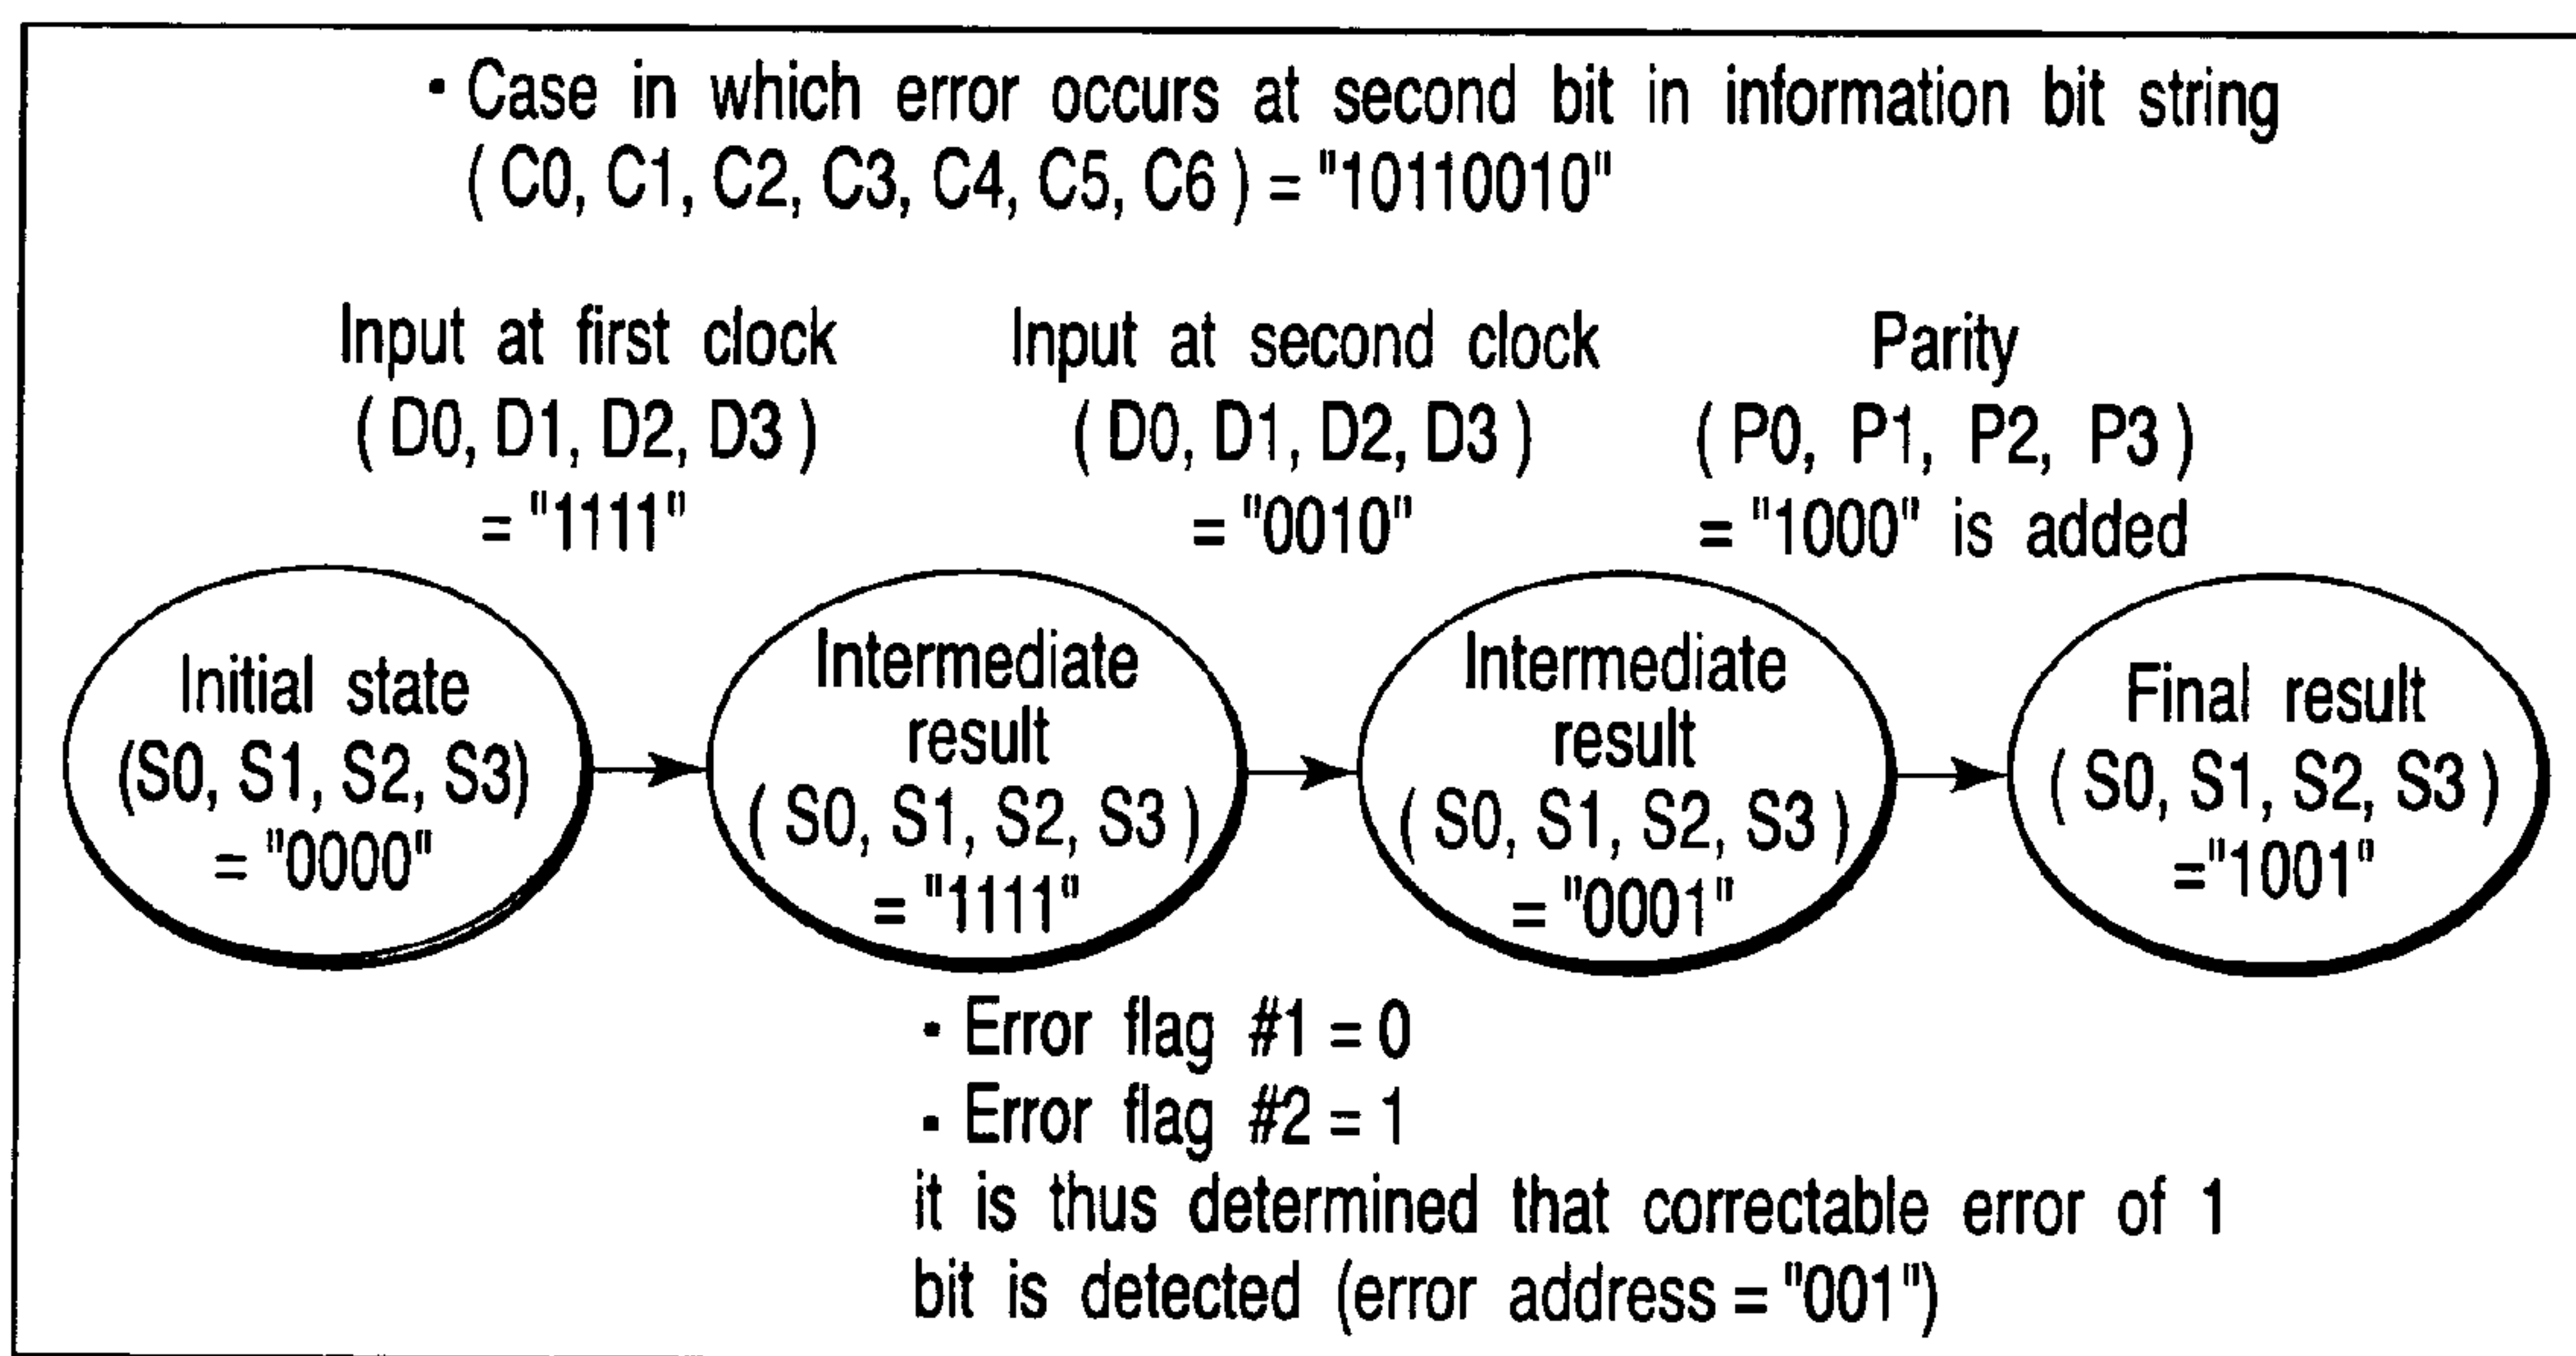 · Case in which error occurs at second bit in information bit string
( C0, C1, C2, C3, C4, C5, C6 ) = "10110010"
Input at first clock
( D0, D1, D2, D3 )
= "1111"
Input at second clock
( D0, D1, D2, D3 )
= "0010"
Parity
( P0, P1, P2, P3 )
= "1000" is added
Initial state
(S0, S1, S2, S3)
= "0000"
Intermediate
result
( S0, S1, S2, S3 )
= "1111"
Intermediate
result
( S0, S1, S2, S3 )
= "0001"
Final result
( S0, S1, S2, S3 )
="1001"
· Error flag #1 = 0
· Error flag #2 = 1
it is thus determined that correctable error of 1
bit is detected (error address = "001")